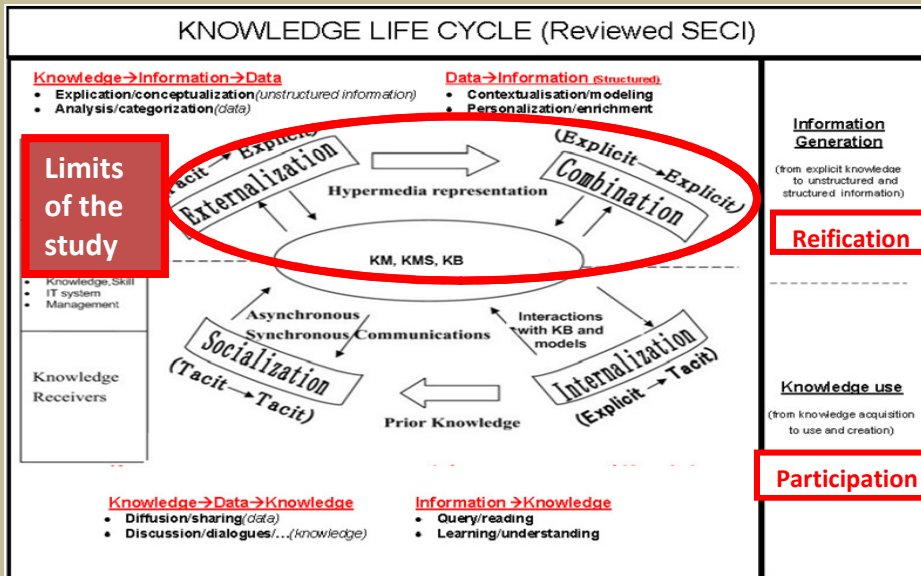 KNOWLEDGE LIFE CYCLE (Reviewed SECI)
Knowledge→Information→Data
• Explication/conceptualization(unstructured information)
• Analysis/categorization(data)
Data→Information (Structured)
• Contextualisation/modeling
• Personalization/enrichment
Limits
of the
study
Tacit → Explicit)
Externalization
Hypermedia representation
(Explicit→Explicit)
Combination
KM, KMS, KB
• Knowledge,Skill
• IT system
• Management
Asynchronous
Synchronous Communications
Interactions
with KB and
models
Socialization
(Tacit→Tacit)
Internalization
(Explicit → Tacit)
Prior Knowledge
Knowledge
Receivers
Knowledge→Data→Knowledge
• Diffusion/sharing(data)
• Discussion/dialogues/...(knowledge)
Information →Knowledge
• Query/reading
• Learning/understanding
Information
Generation
(from explicit knowledge
to unstructured and
structured information)
Reification
Knowledge use
(from knowledge acquisition
to use and creation)
Participation